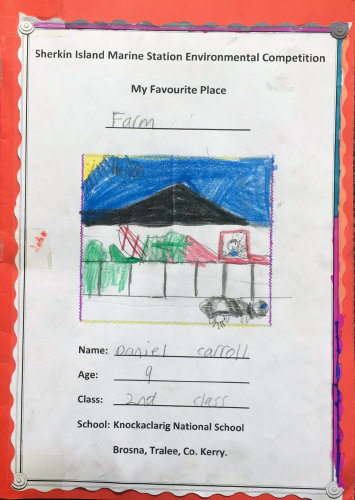 Sherkin Island Marine Station Environmental Competition
My Favourite Place
Farm
Name: Daniel Carroll
Age: 9
Class: 2nd class
School: Knockaclarig National School
Brosna, Tralee, Co. Kerry.